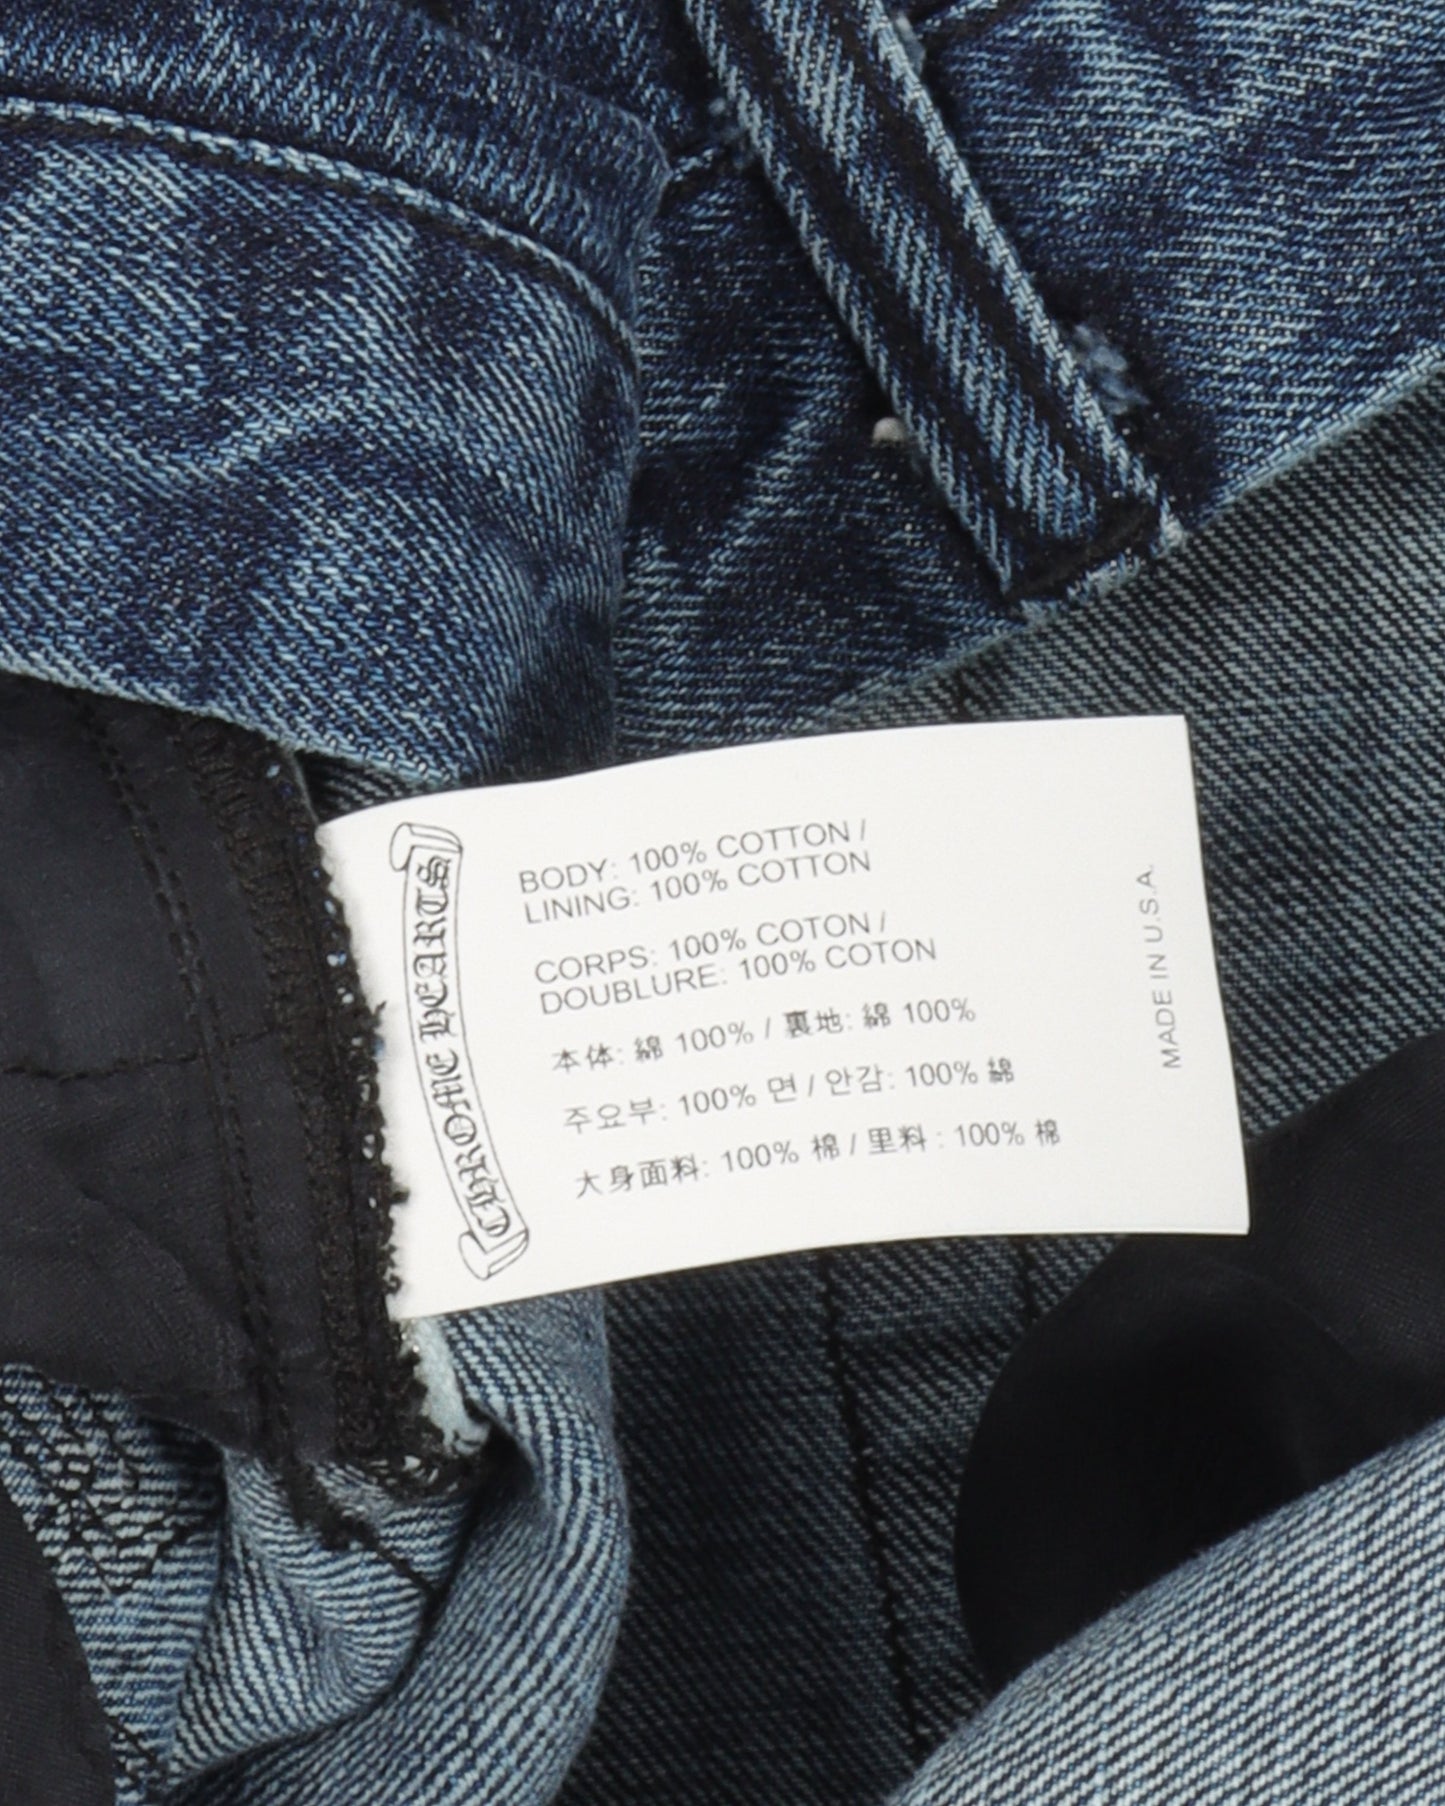 CHROME HEARTS
BODY: 100% COTTON /
LINING: 100% COTTON
CORPS: 100% COTON /
DOUBLURE: 100% COTON
本体: 綿 100% / 裏地: 綿 100%
주요부: 100% 면 / 안감: 100% 綿
大身面料: 100% 棉 / 里料 : 100% 棉
MADE IN U.S.A.